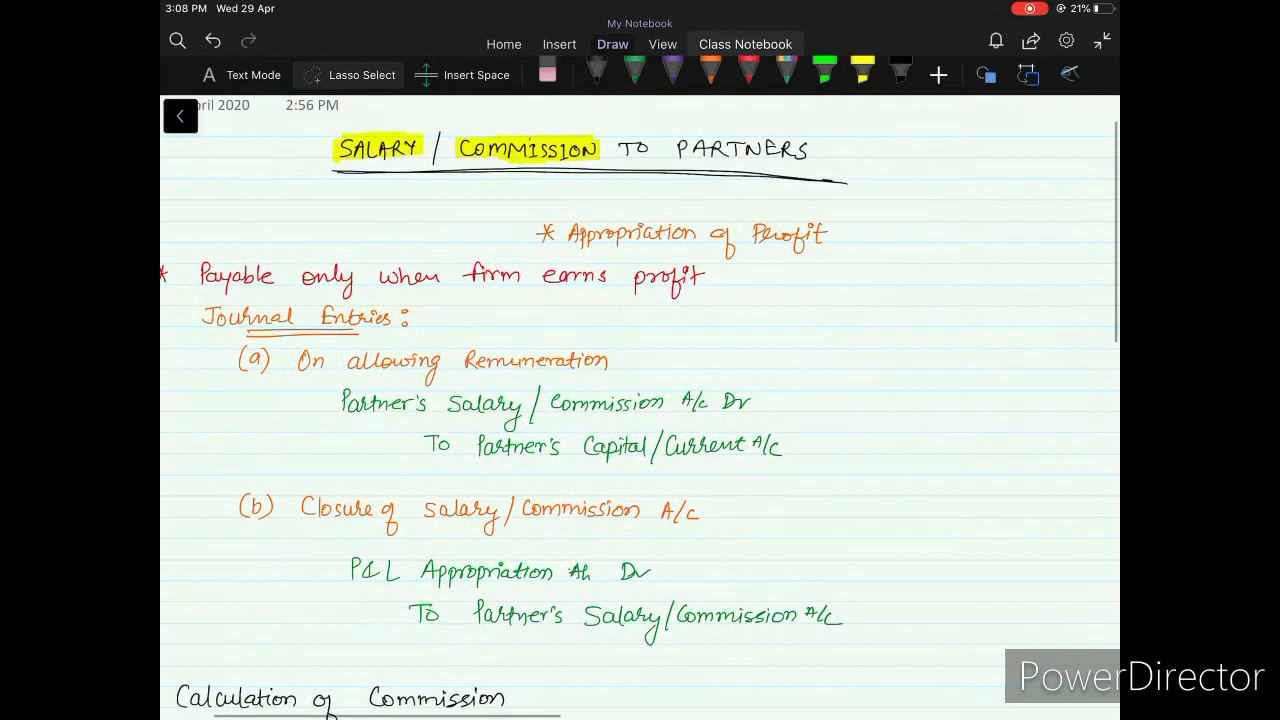 3:08 PM Wed 29 Apr 21%
My Notebook
Home Insert Draw View Class Notebook
Text Mode Lasso Select Insert Space
pril 2020 2:56 PM
SALARY / COMMISSION TO PARTNERS
* Appropriation of Profit
* Payable only when firm earns profit
Journal Entries:
(a) On allowing Remuneration
Partner's Salary/Commission A/c Dr
To Partner's Capital/Current A/C
(b) Closure of Salary/Commission A/c
P&L Appropriation A/c Dr
To Partner's Salary/Commission A/C
Calculation of Commission
PowerDirector